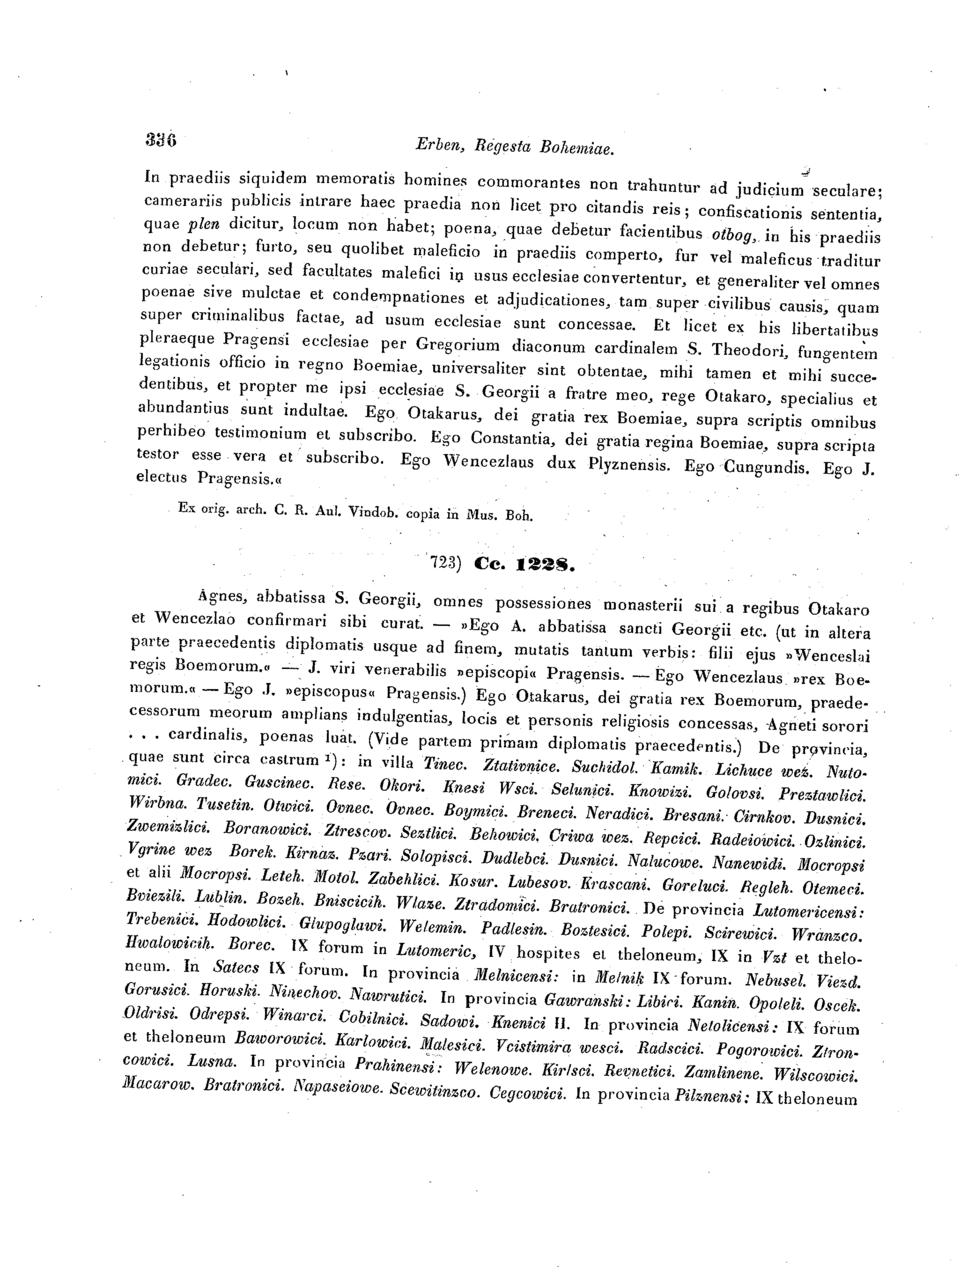 336 Erben, Regesta Bohemiae.
In praediis siquidem memoratis homines commorantes non trahuntur ad judicium seculare;
camerariis publicis intrare haec praedia non licet pro citandis reis; confiscationis sententia,
quae plen dicitur, locum non habet; poena, quae debetur facientibus otbog, in his praediis
non debetur; furto, seu quolibet maleficio in praediis comperto, fur vel maleficus traditur
curiae seculari, sed facultates malefici in usus ecclesiae convertentur, et generaliter vel omnes
poenae sive mulctae et condempnationes et adjudicationes, tam super civilibus causis, quam
super criminalibus factae, ad usum ecclesiae sunt concessae. Et licet ex his libertatibus
pleraeque Pragensi ecclesiae per Gregorium diaconum cardinalem S. Theodori, fungentem
legationis officio in regno Boemiae, universaliter sint obtentae, mihi tamen et mihi succe-
dentibus, et propter me ipsi ecclesiae S. Georgii a fratre meo, rege Otakaro, specialius et
abundantius sunt indultae. Ego Otakarus, dei gratia rex Boemiae, supra scriptis omnibus
perhibeo testimonium et subscribo. Ego Constantia, dei gratia regina Boemiae, supra scripta
testor esse vera et subscribo. Ego Wencezlaus dux Plyznensis. Ego Cungundis. Ego J.
electus Pragensis.«
Ex orig. arch. C. R. Aul. Vindob. copia in Mus. Boh.
723) Cc. 1228.
Agnes, abbatissa S. Georgii, omnes possessiones monasterii sui a regibus Otakaro
et Wencezlao confirmari sibi curat. — »Ego A. abbatissa sancti Georgii etc. (ut in altera
parte praecedentis diplomatis usque ad finem, mutatis tantum verbis: filii ejus »Wenceslai
regis Boemorum.« — J. viri venerabilis »episcopi« Pragensis. — Ego Wencezlaus »rex Boe-
morum.« — Ego J. »episcopus« Pragensis.) Ego Otakarus, dei gratia rex Boemorum, praede-
cessorum meorum amplians indulgentias, locis et personis religiosis concessas, Agneti sorori
. . . cardinalis, poenas luat. (Vide partem primam diplomatis praecedentis.) De provincia,
quae sunt circa castrum ¹): in villa Tinec. Ztativnice. Suchidol. Kamik. Lichuce weź. Nuto-
mici. Gradec. Guscinec. Rese. Okori. Knesi Wsci. Selunici. Knowizi. Golovsi. Preztawlici.
Wirbna. Tusetin. Otwici. Ovnec. Ovnec. Boymici. Breneci. Neradici. Bresani. Cirnkov. Dusnici.
Zwemizlici. Boranowici. Ztrescov. Seztlici. Behowici. Criwa wez. Repcici. Radeiowici. Ozlinici.
Vgrine wez Borek. Kirnaz. Pzari. Solopisci. Dudlebci. Dusnici. Nalucowe. Nanewidi. Mocropsi
et alii Mocropsi. Leteh. Motol. Zabehlici. Kosur. Lubesov. Krascani. Goreluci. Regleh. Otemeci.
Bviezili. Lublin. Bozeh. Bniscicih. Wlaze. Ztradomici. Bratronici. De provincia Lutomericensi:
Trebenici. Hodowlici. Glupoglawi. Welemin. Padlesin. Boztesici. Polepi. Scirewici. Wranzco.
Hwalowicih. Borec. IX forum in Lutomeric, IV hospites et theloneum, IX in Vzt et thelo-
neum. In Satecs IX forum. In provincia Melnicensi: in Melnik IX forum. Nebusel. Viezd.
Gorusici. Horuski. Ninechov. Nawrutici. In provincia Gawranski: Libici. Kanin. Opoleli. Oscek.
Oldrisi. Odrepsi. Winarci. Cobilnici. Sadowi. Knenici II. In provincia Netolicensi: IX forum
et theloneum Baworowici. Karlowici. Malesici. Vcistimira wesci. Radscici. Pogorowici. Ztron-
cowici. Lusna. In provincia Prahinensi: Welenowe. Kirlsci. Revnetici. Zamlinene. Wilscowici.
Macarow. Bratronici. Napaseiowe. Scewitinzco. Cegcowici. In provincia Pilznensi: IX theloneum